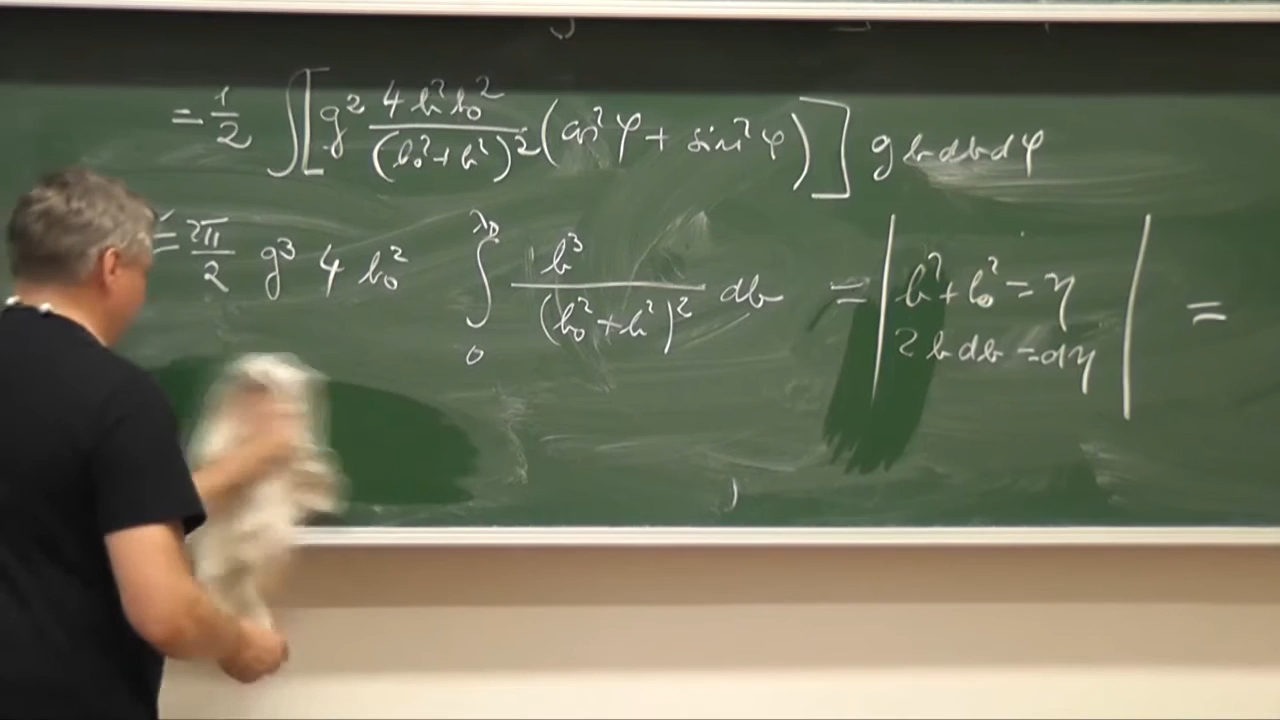 = 1/2 ∫∫[g² 4b²b₀²/(b₀²+b²)² (cos²φ + sin²φ)] g b db dφ
= 2π/2 g³ 4 b₀² ∫₀^{λ_D} b³/(b₀²+b²)² db = | b²+b₀² = η | =
2b db = dη